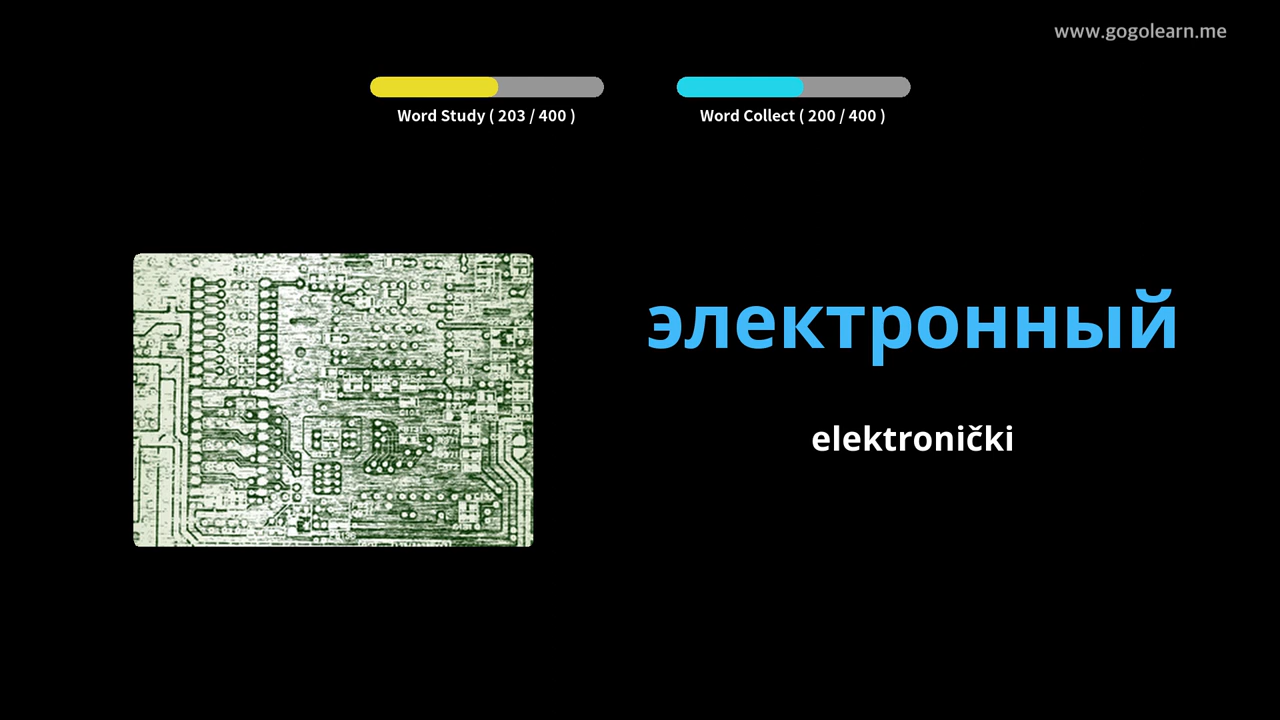 www.gogolearn.me
Word Study ( 203 / 400 )
Word Collect ( 200 / 400 )
электронный
elektronički